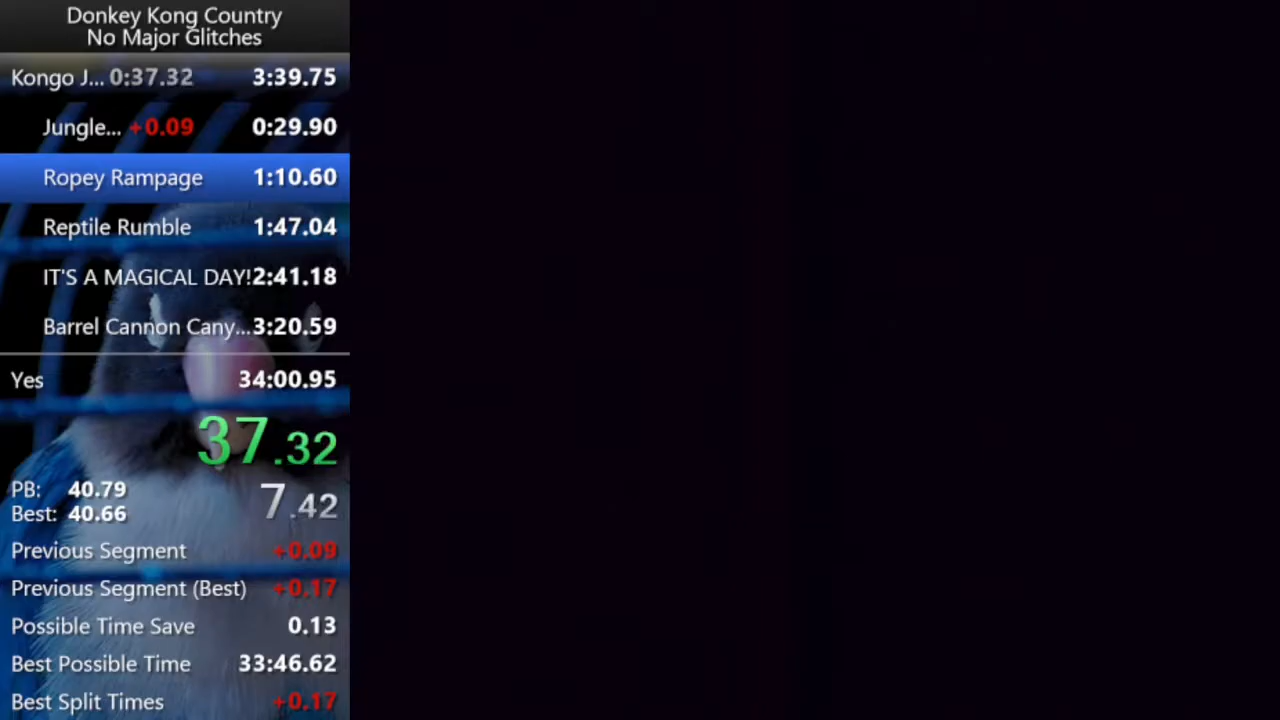 Donkey Kong Country
No Major Glitches
Kongo J... 0:37.32 3:39.75
Jungle... +0.09 0:29.90
Ropey Rampage 1:10.60
Reptile Rumble 1:47.04
IT'S A MAGICAL DAY! 2:41.18
Barrel Cannon Cany... 3:20.59
Yes 34:00.95
37.32
PB: 40.79
7.42
Best: 40.66
Previous Segment +0.09
Previous Segment (Best) +0.17
Possible Time Save 0.13
Best Possible Time 33:46.62
Best Split Times +0.17